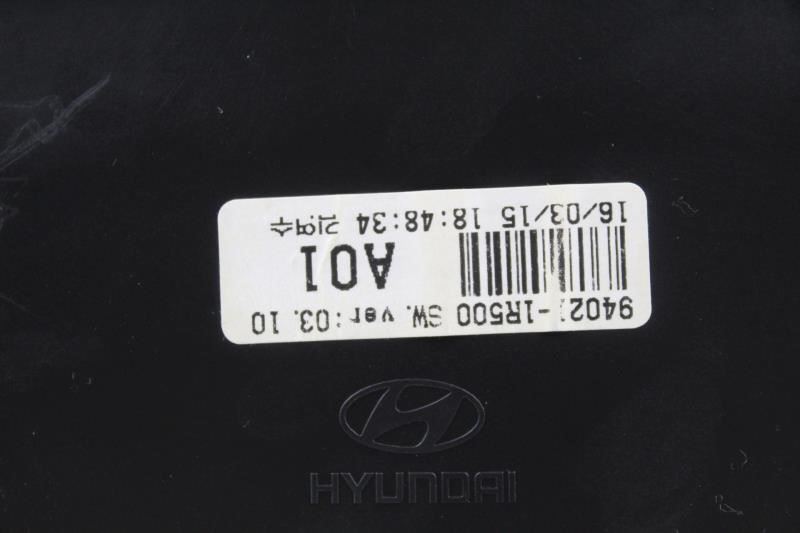 94021-1R500 SW. ver:03. 10
A01
16/03/15 18:48:34
HYUNDAI